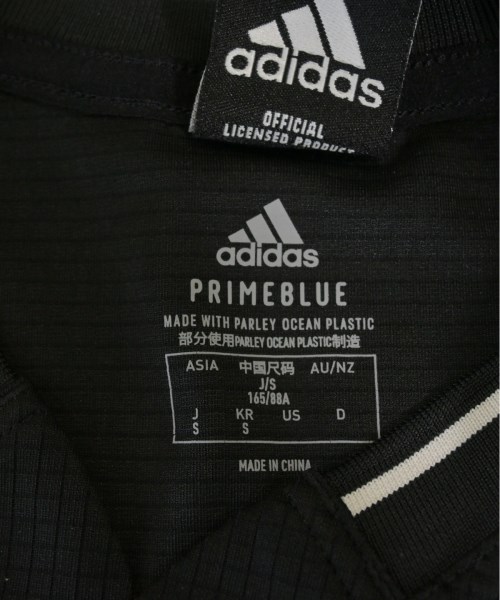 adidas
OFFICIAL
LICENSED PRODUCT
adidas
PRIMEBLUE
MADE WITH PARLEY OCEAN PLASTIC
部分使用PARLEY OCEAN PLASTIC制造
ASIA 中国尺码 AU/NZ
J/S
165/88A
J KR US D
S S
MADE IN CHINA